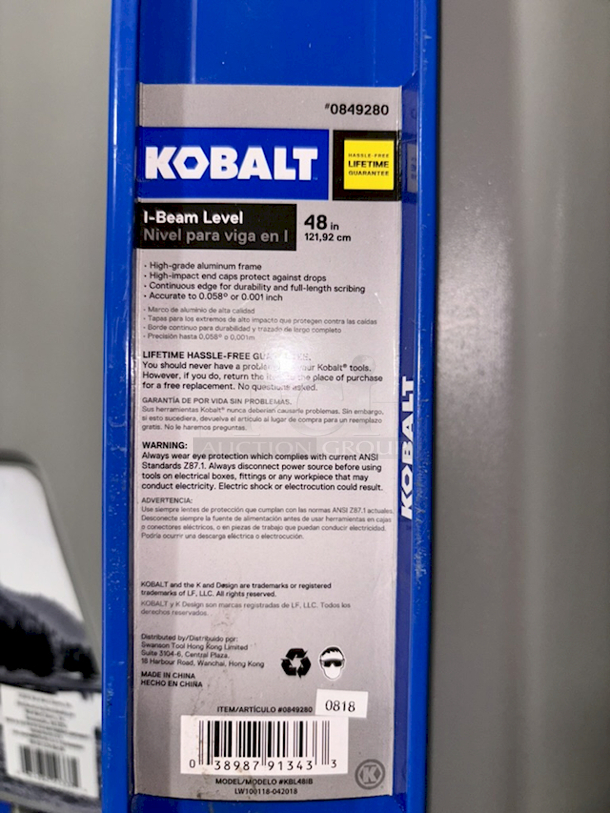 #0849280
KOBALT
HASSLE-FREE
LIFETIME
GUARANTEE
I-Beam Level
Nivel para viga en I
48 in
121,92 cm
• High-grade aluminum frame
• High-impact end caps protect against drops
• Continuous edge for durability and full-length scribing
• Accurate to 0.058° or 0.001 inch
• Marco de aluminio de alta calidad
• Tapas para los extremos de alto impacto que protegen contra las caídas
• Borde continuo para durabilidad y trazado de largo completo
• Precisión hasta 0,058° o 0,001m
LIFETIME HASSLE-FREE
You should never have a your Kobalt® tools.
However, if you do, return the the place of purchase
for a free replacement. No questions asked.
GARANTÍA DE POR VIDA SIN PROBLEMAS.
Sus herramientas Kobalt® nunca deberían causarle problemas. Sin embargo,
si esto sucediera, devuelva el artículo al lugar de compra para un reemplazo
gratis. No le haremos preguntas.
AUCTION GROUP
WARNING:
Always wear eye protection which complies with current ANSI
Standards Z87.1. Always disconnect power source before using
tools on electrical boxes, fittings or any workpiece that may
conduct electricity. Electric shock or electrocution could result.
ADVERTENCIA:
Use siempre lentes de protección que cumplan con las normas ANSI Z87.1 actuales.
Desconecte siempre la fuente de alimentación antes de usar herramientas en cajas
o conectores eléctricos, o en piezas de trabajo que puedan conducir electricidad.
Podría ocurrir una descarga eléctrica o electrocución.
KOBALT
KOBALT and the K and Design are trademarks or registered
trademarks of LF, LLC. All rights reserved.
KOBALT y K Design son marcas registradas de LF, LLC. Todos los
derechos reservados.
Distributed by/Distribuido por:
Swanson Tool Hong Kong Limited
Suite 3104-6, Central Plaza,
18 Harbour Road, Wanchai, Hong Kong
MADE IN CHINA
HECHO EN CHINA
ITEM/ARTÍCULO #0849280
0818
0 38987 91343 3
MODEL/MODELO #KBL48IB
LW100118-042018
K